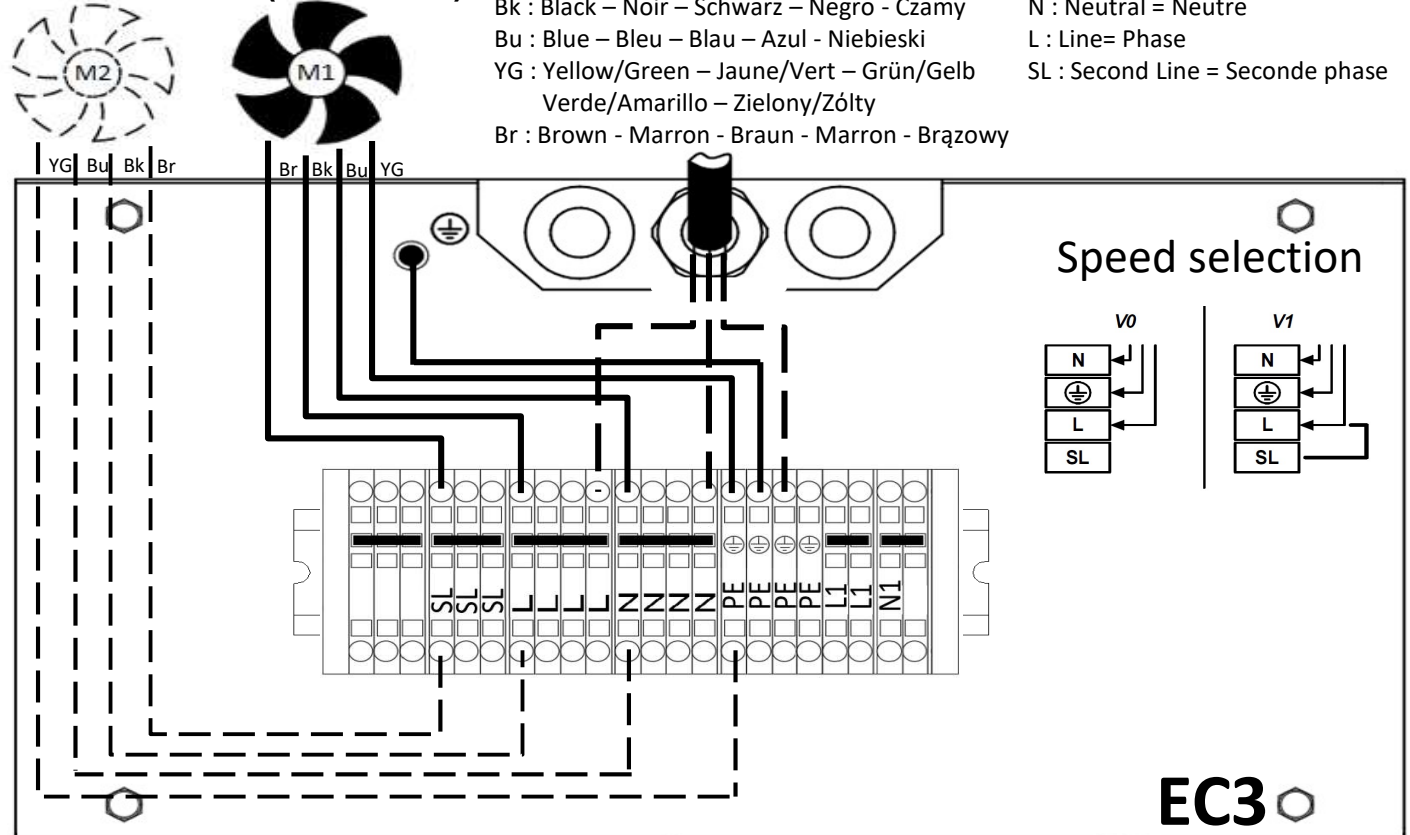 Bk : Black – Noir – Schwarz – Negro - Czamy
N : Neutral = Neutre
Bu : Blue – Bleu – Blau – Azul - Niebieski
L : Line= Phase
YG : Yellow/Green – Jaune/Vert – Grün/Gelb
SL : Second Line = Seconde phase
Verde/Amarillo – Zielony/Zólty
Br : Brown - Marron - Braun - Marron - Brązowy
M2
M1
YG Bu Bk Br
Br Bk Bu YG
Speed selection
V0
V1
N
L
SL
N
L
SL
SL SL SL L L L L N N N N PE PE PE PE L1 L1 N1
EC3